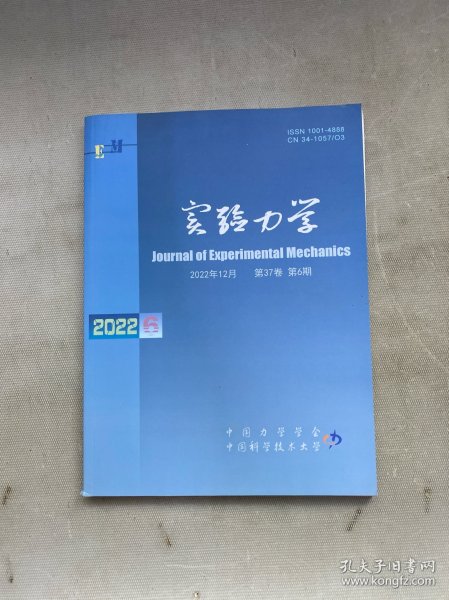 ISSN 1001-4888
CN 34-1057/O3
EM
实验力学
Journal of Experimental Mechanics
2022年12月 第37卷 第6期
2022 6
中国力学学会
中国科学技术大学
孔夫子旧书网
www.kongfz.com